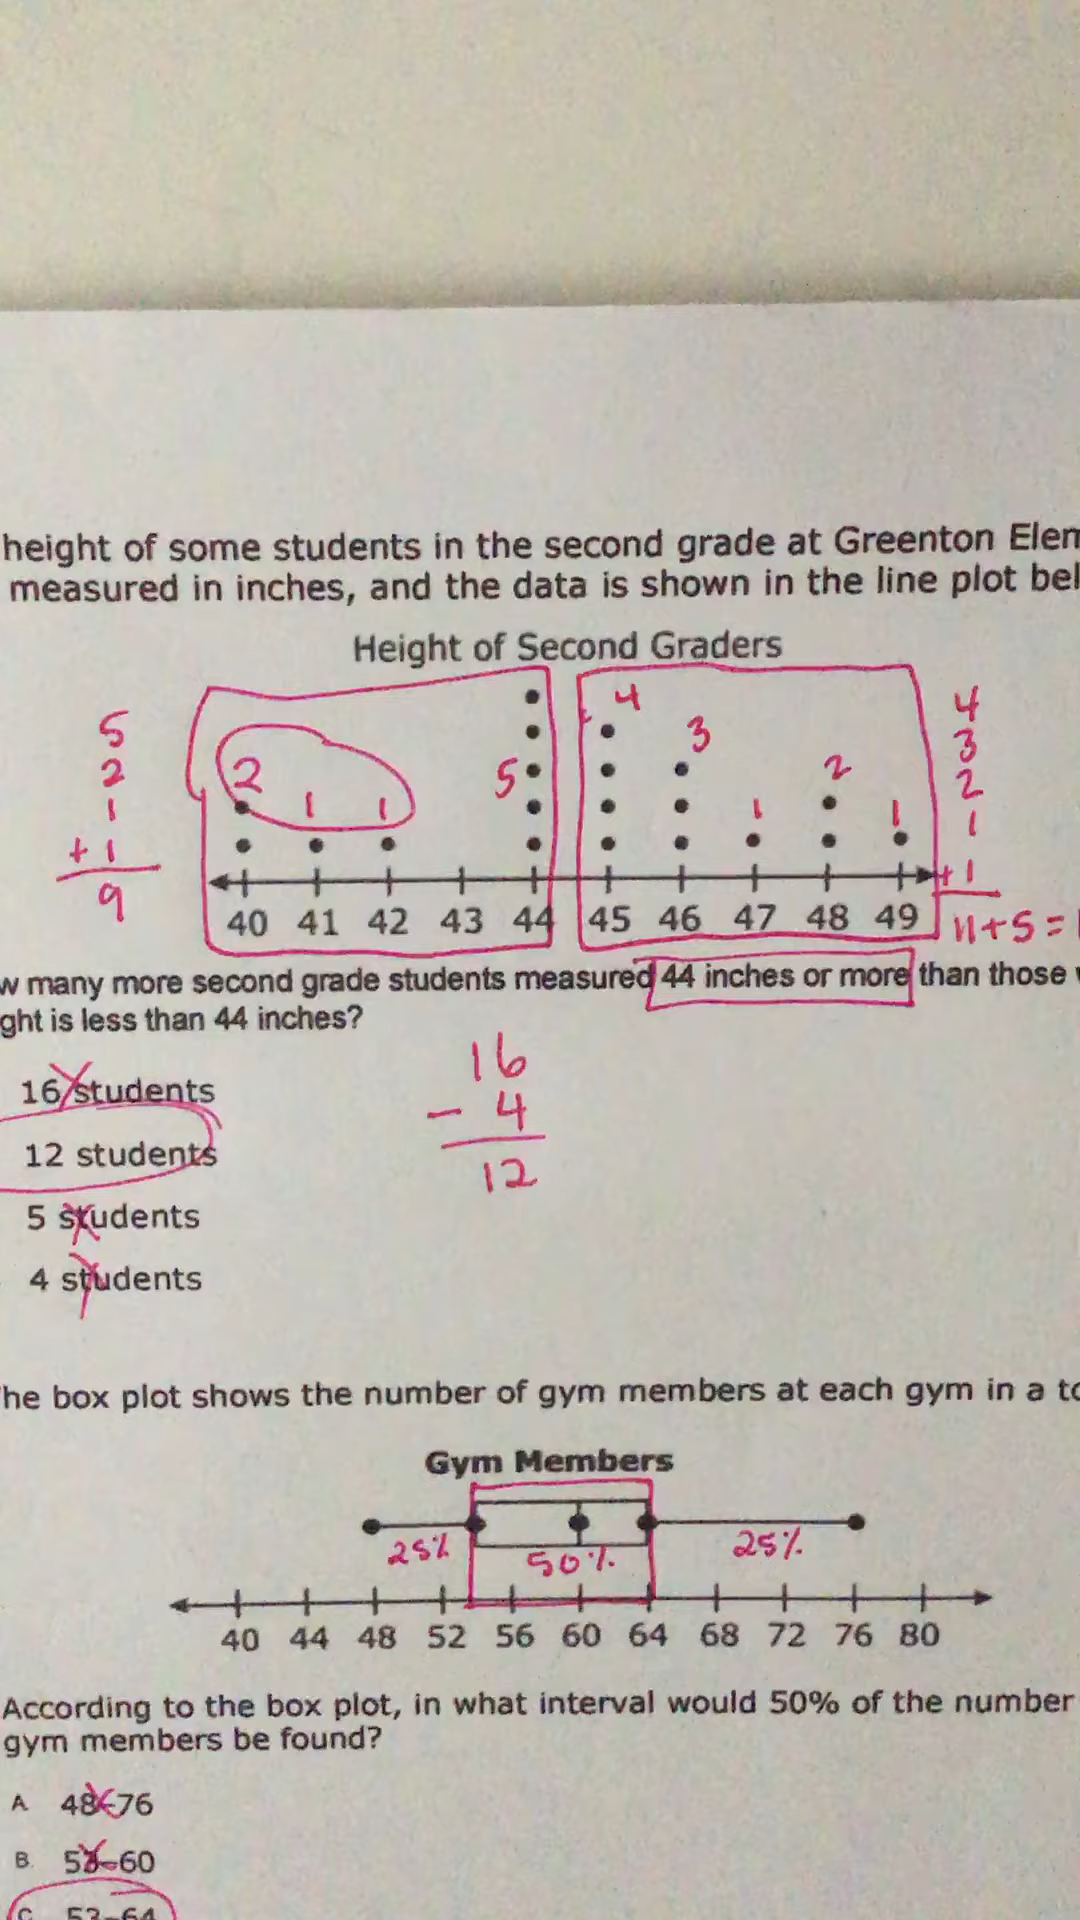 height of some students in the second grade at Greenton Elem
measured in inches, and the data is shown in the line plot bel
Height of Second Graders
5
2
1
+ 1
9
2 1 1 5 4 3 1 2 1
4
3
2
1
+ 1
11 + 5 =
40 41 42 43 44 45 46 47 48 49
w many more second grade students measured 44 inches or more than those
ght is less than 44 inches?
16 students
12 students
5 students
4 students
16
- 4
12
he box plot shows the number of gym members at each gym in a to
Gym Members
25% 50% 25%
40 44 48 52 56 60 64 68 72 76 80
According to the box plot, in what interval would 50% of the number
gym members be found?
A. 48-76
B. 53-60
C. 53-64